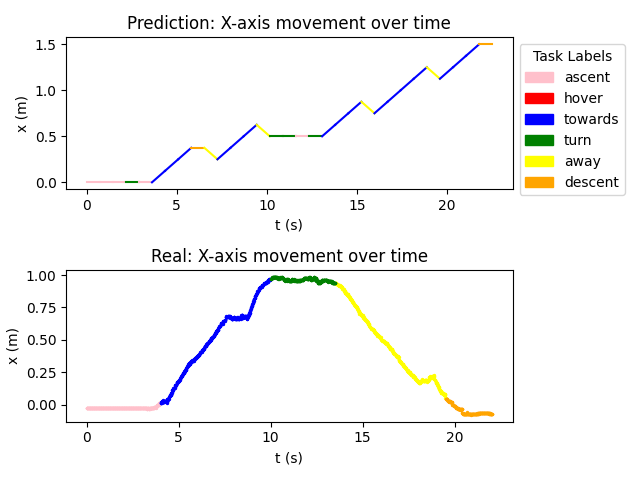 Prediction: X-axis movement over time
x (m)
1.5
1.0
0.5
0.0
0
5
10
15
20
t (s)
Task Labels
ascent
hover
towards
turn
away
descent
Real: X-axis movement over time
x (m)
1.00
0.75
0.50
0.25
0.00
0
5
10
15
20
t (s)